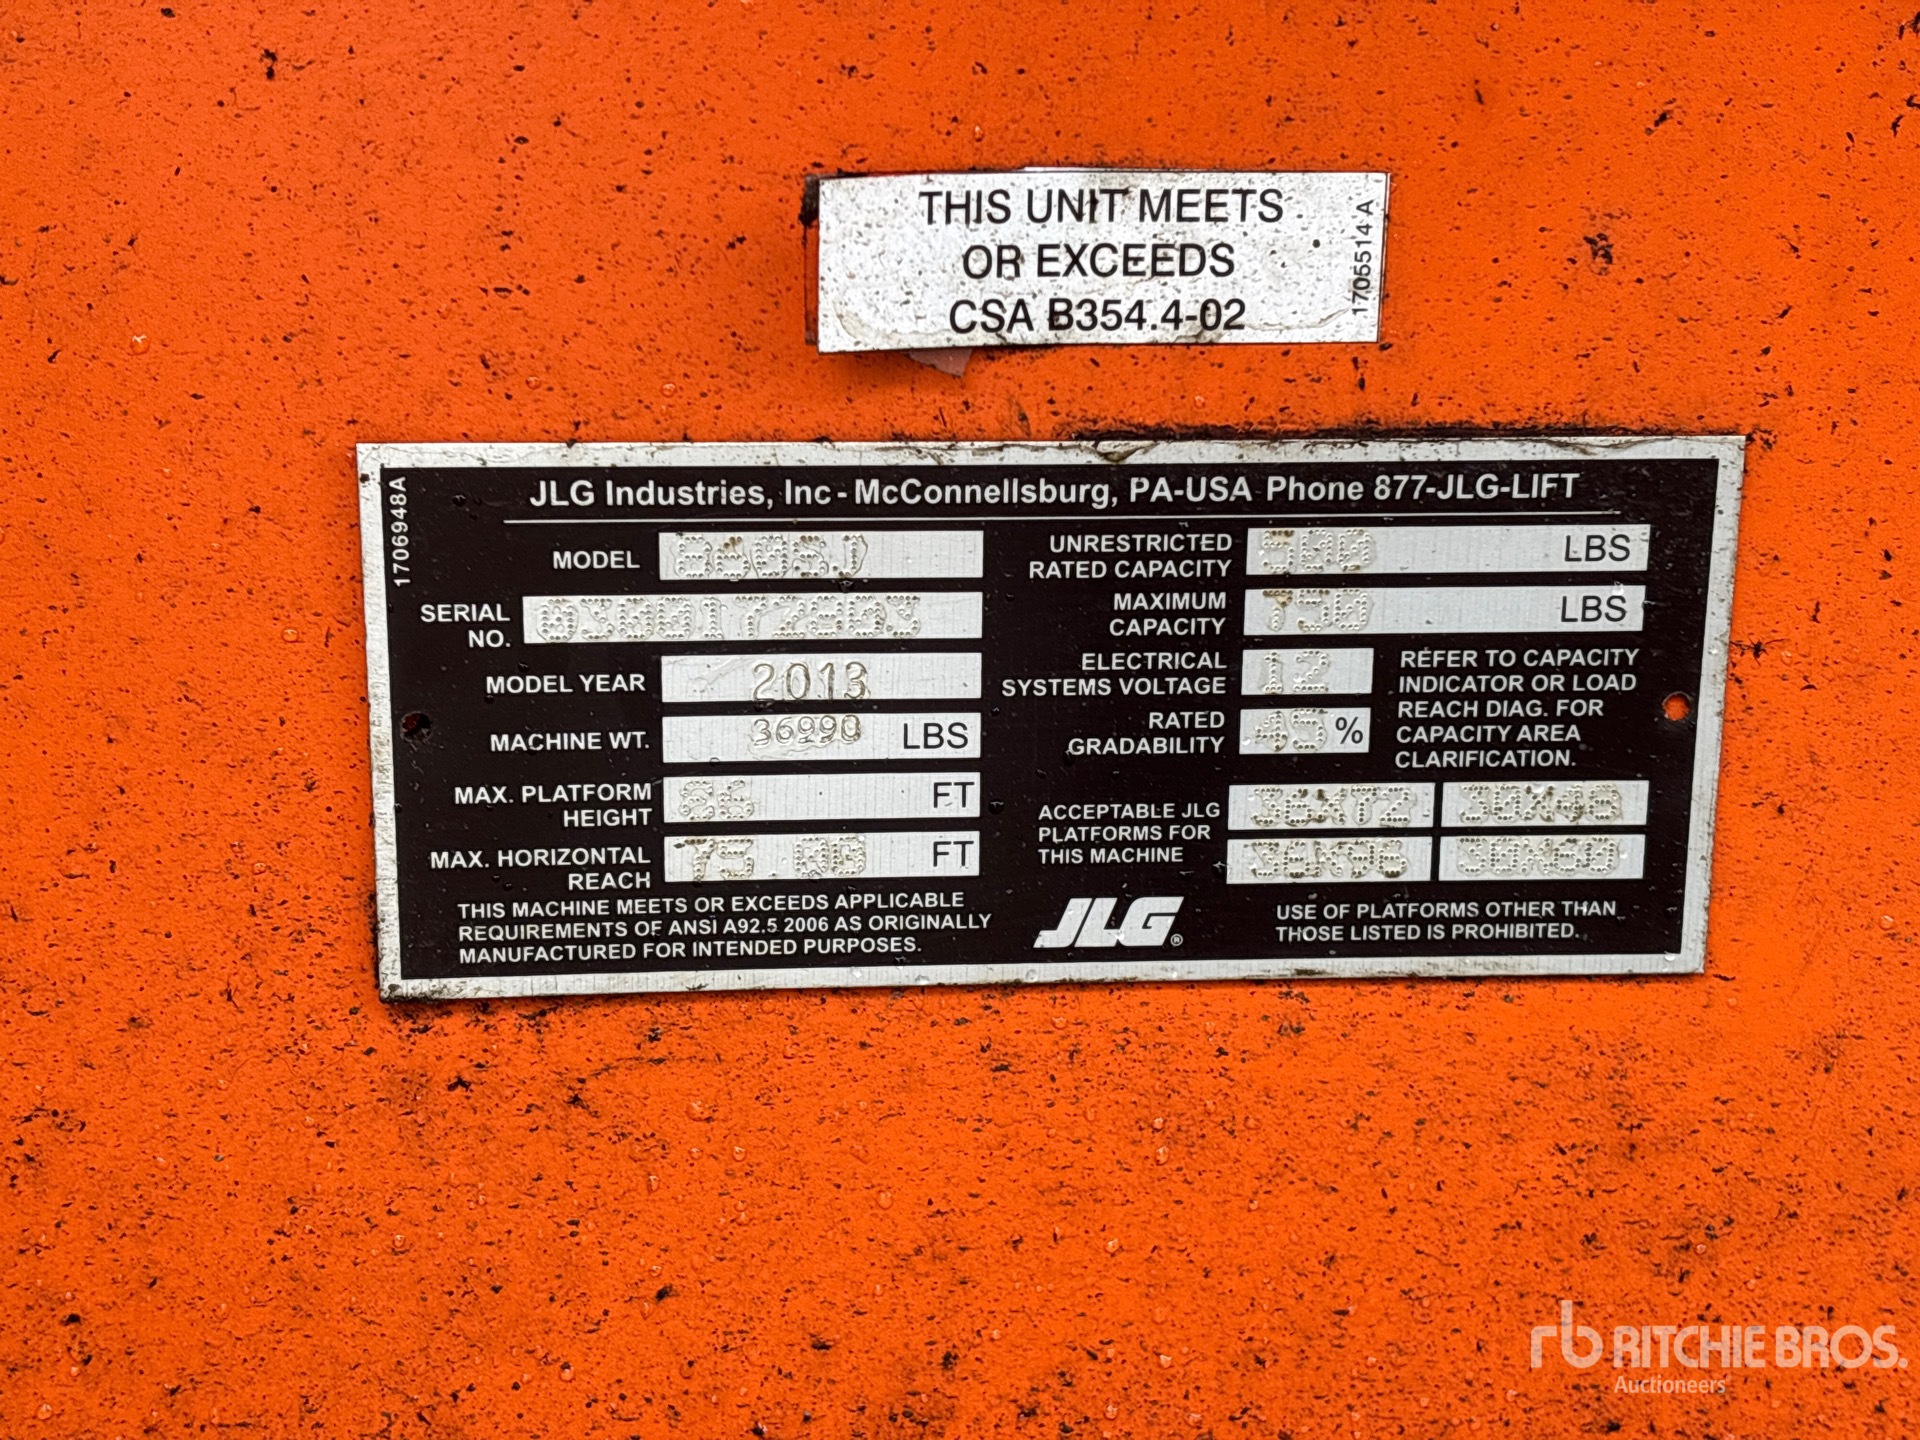 THIS UNIT MEETS
OR EXCEEDS
CSA B354.4-02
1705514 A
1706948A
JLG Industries, Inc - McConnellsburg, PA-USA Phone 877-JLG-LIFT
MODEL 860SJ
SERIAL
NO.
MODEL YEAR 2013
MACHINE WT. 36990 LBS
MAX. PLATFORM
HEIGHT 86 FT
MAX. HORIZONTAL
REACH 75 FT
THIS MACHINE MEETS OR EXCEEDS APPLICABLE
REQUIREMENTS OF ANSI A92.5 2006 AS ORIGINALLY
MANUFACTURED FOR INTENDED PURPOSES.
UNRESTRICTED
RATED CAPACITY 500 LBS
MAXIMUM
CAPACITY 750 LBS
ELECTRICAL
SYSTEMS VOLTAGE 12
RATED
GRADABILITY 45 %
REFER TO CAPACITY
INDICATOR OR LOAD
REACH DIAG. FOR
CAPACITY AREA
CLARIFICATION.
ACCEPTABLE JLG
PLATFORMS FOR
THIS MACHINE
36X72 30X48
36X96 30X60
JLG®
USE OF PLATFORMS OTHER THAN
THOSE LISTED IS PROHIBITED.
rb RITCHIE BROS.
Auctioneers